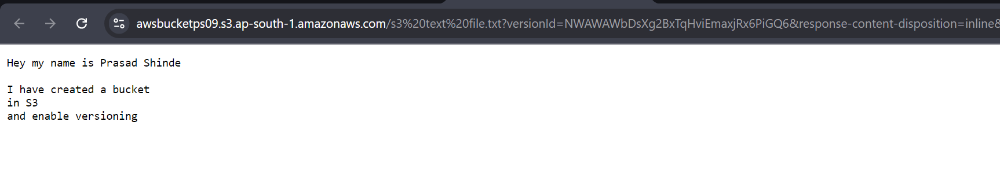 awsbucketps09.s3.ap-south-1.amazonaws.com/s3%20text%20file.txt?versionId=NWAWAWbDsXg2BxTqHviEmaxjRx6PiGQ6&response-content-disposition=inline&
Hey my name is Prasad Shinde
I have created a bucket
in S3
and enable versioning